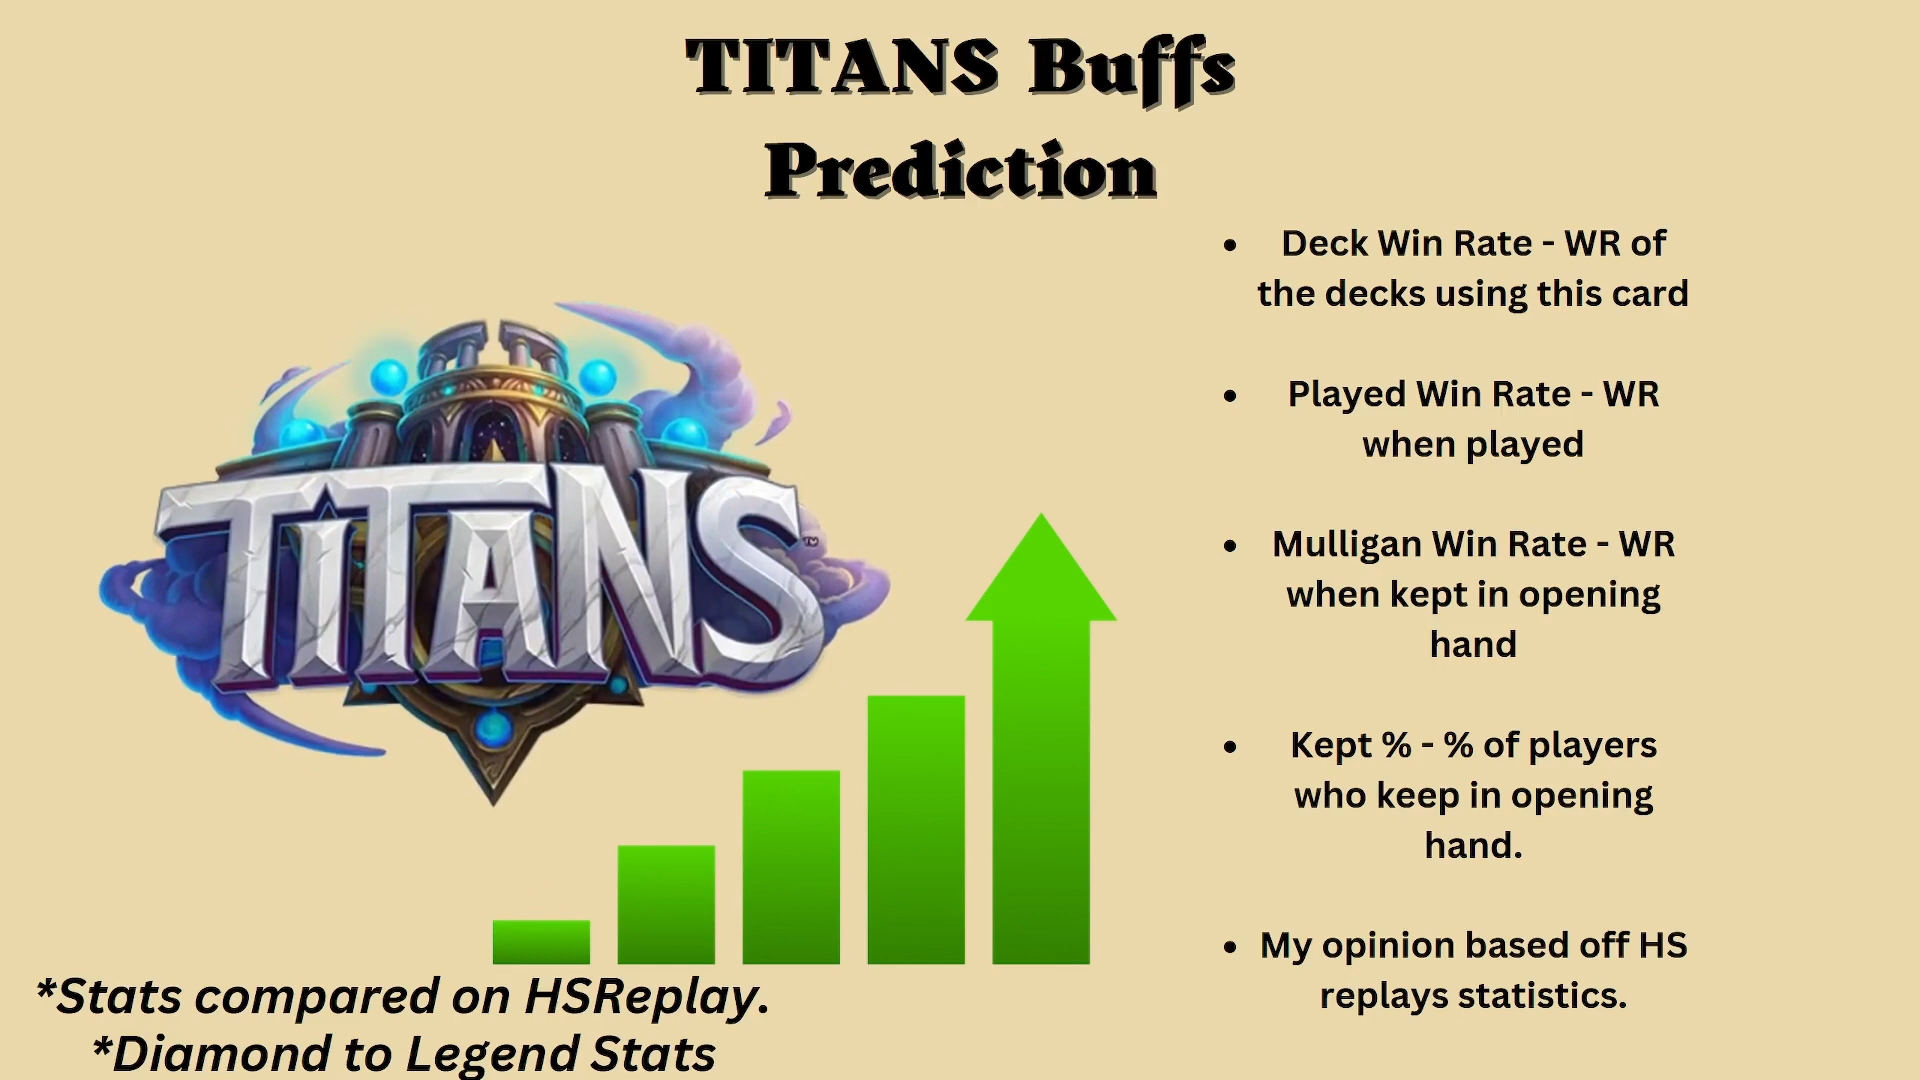 TITANS Buffs
Prediction
• Deck Win Rate - WR of
the decks using this card
• Played Win Rate - WR
when played
• Mulligan Win Rate - WR
when kept in opening
hand
• Kept % - % of players
who keep in opening
hand.
• My opinion based off HS
replays statistics.
TITANS™
*Stats compared on HSReplay.
*Diamond to Legend Stats